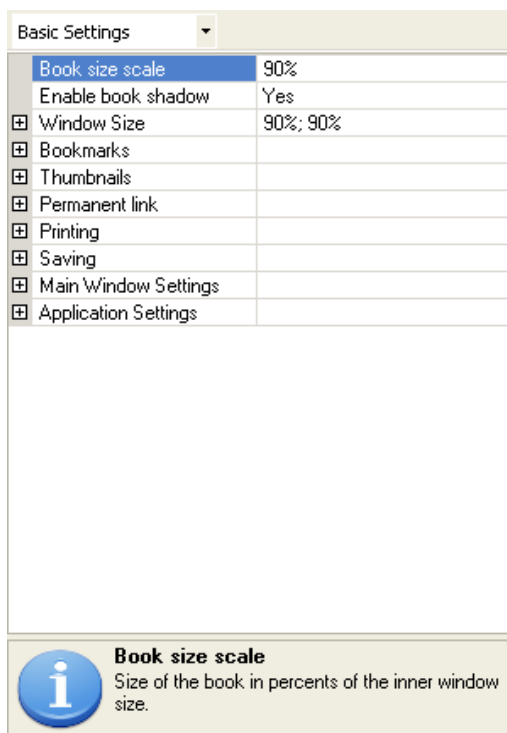 Basic Settings
Book size scale 90%
Enable book shadow Yes
Window Size 90%; 90%
Bookmarks
Thumbnails
Permanent link
Printing
Saving
Main Window Settings
Application Settings
Book size scale
Size of the book in percents of the inner window
size.